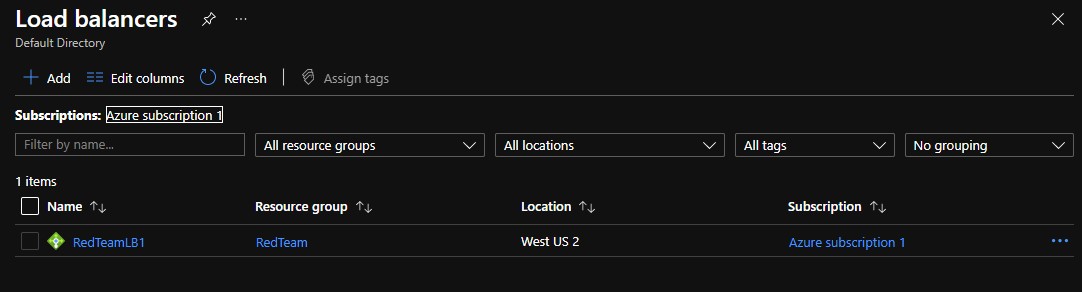 Load balancers
Default Directory
Add Edit columns Refresh Assign tags
Subscriptions: Azure subscription 1
Filter by name... All resource groups All locations All tags No grouping
1 items
Name Resource group Location Subscription
RedTeamLB1 RedTeam West US 2 Azure subscription 1